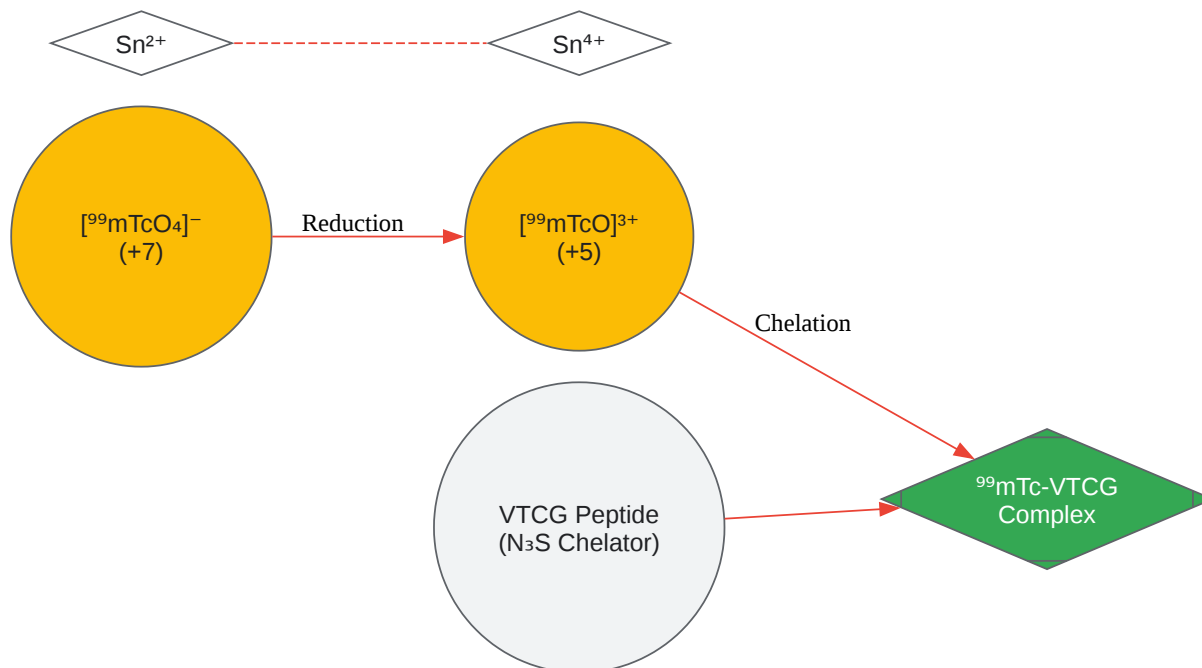 Sn²⁺
Sn⁴⁺
[⁹⁹mTcO₄]⁻
(+7)
Reduction
[⁹⁹mTcO]³⁺
(+5)
Chelation
VTCG Peptide
(N₃S Chelator)
⁹⁹mTc-VTCG
Complex